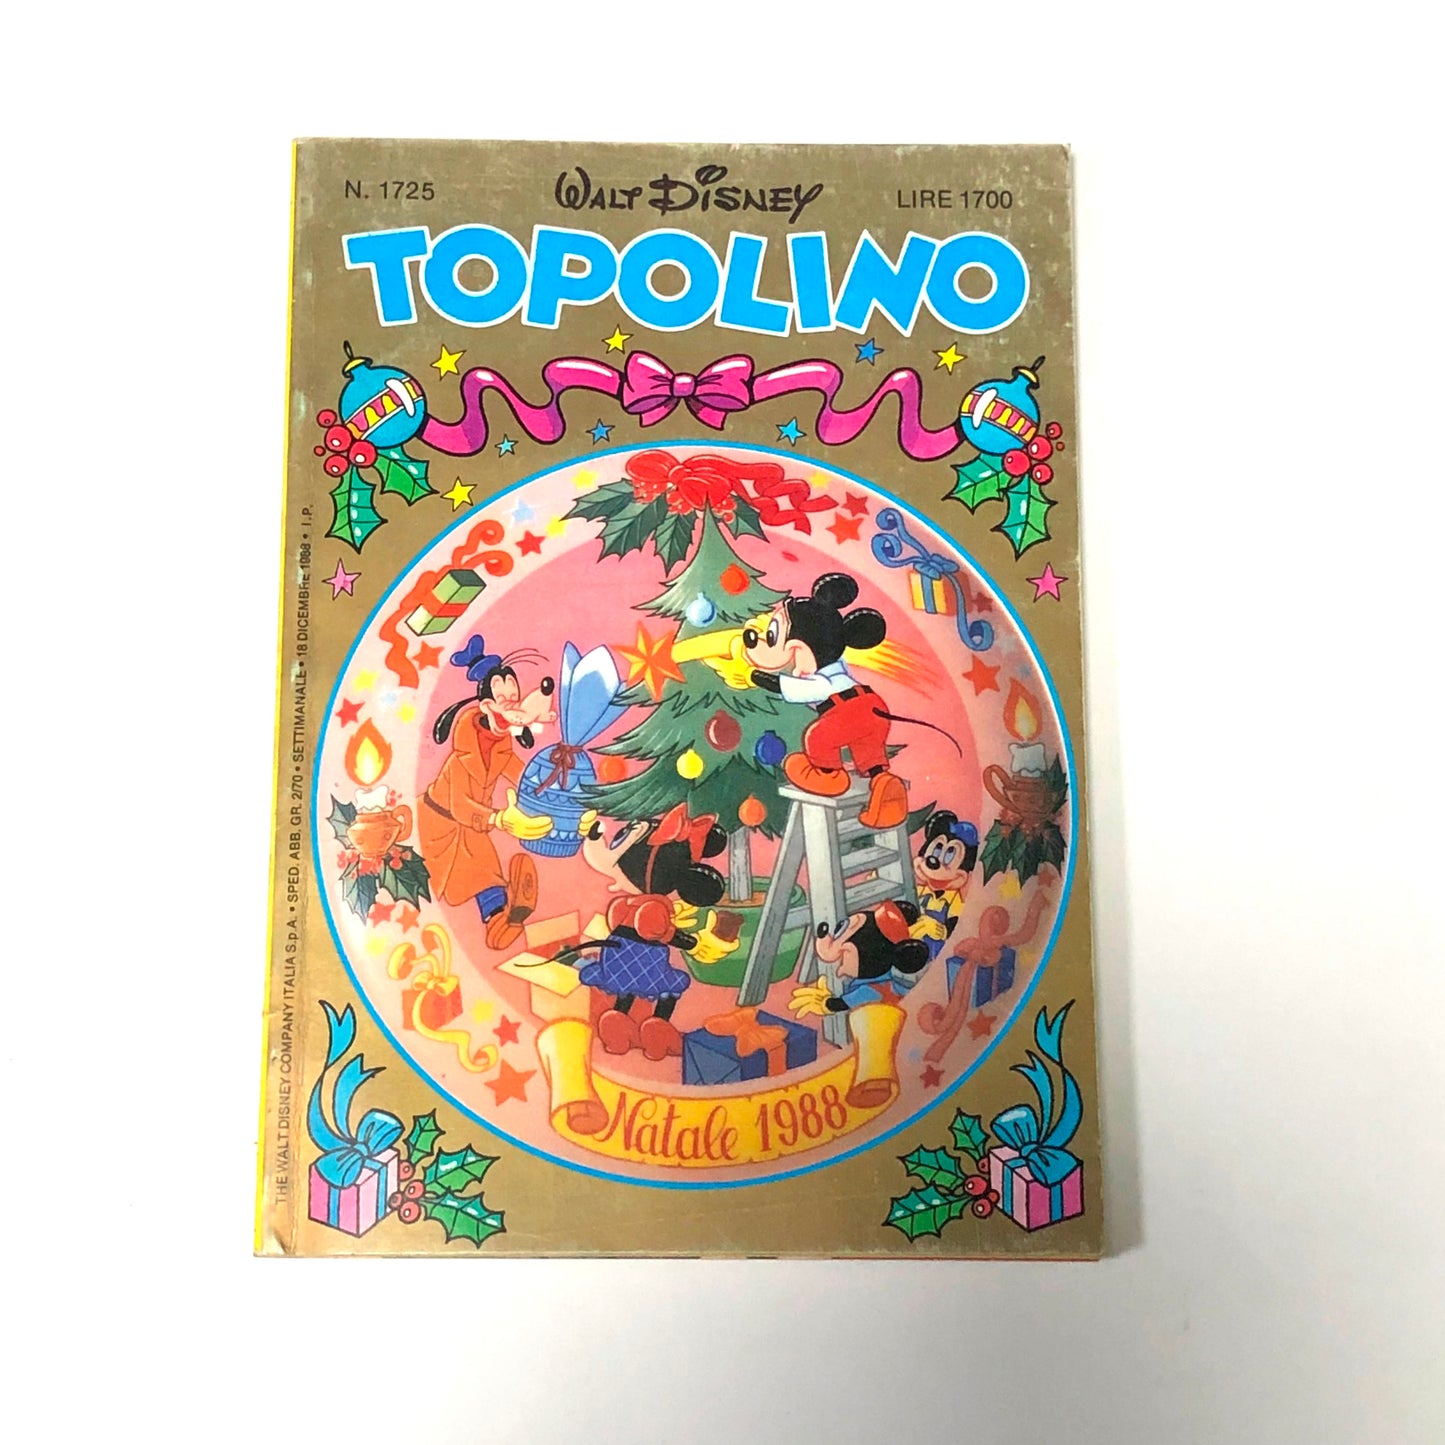 N. 1725
WALT DISNEY
LIRE 1700
TOPOLINO
THE WALT DISNEY COMPANY ITALIA S.p.A. • SPED. ABB. GR. 2/70 • SETTIMANALE • 18 DICEMBRE 1988 • I.P.
Natale 1988